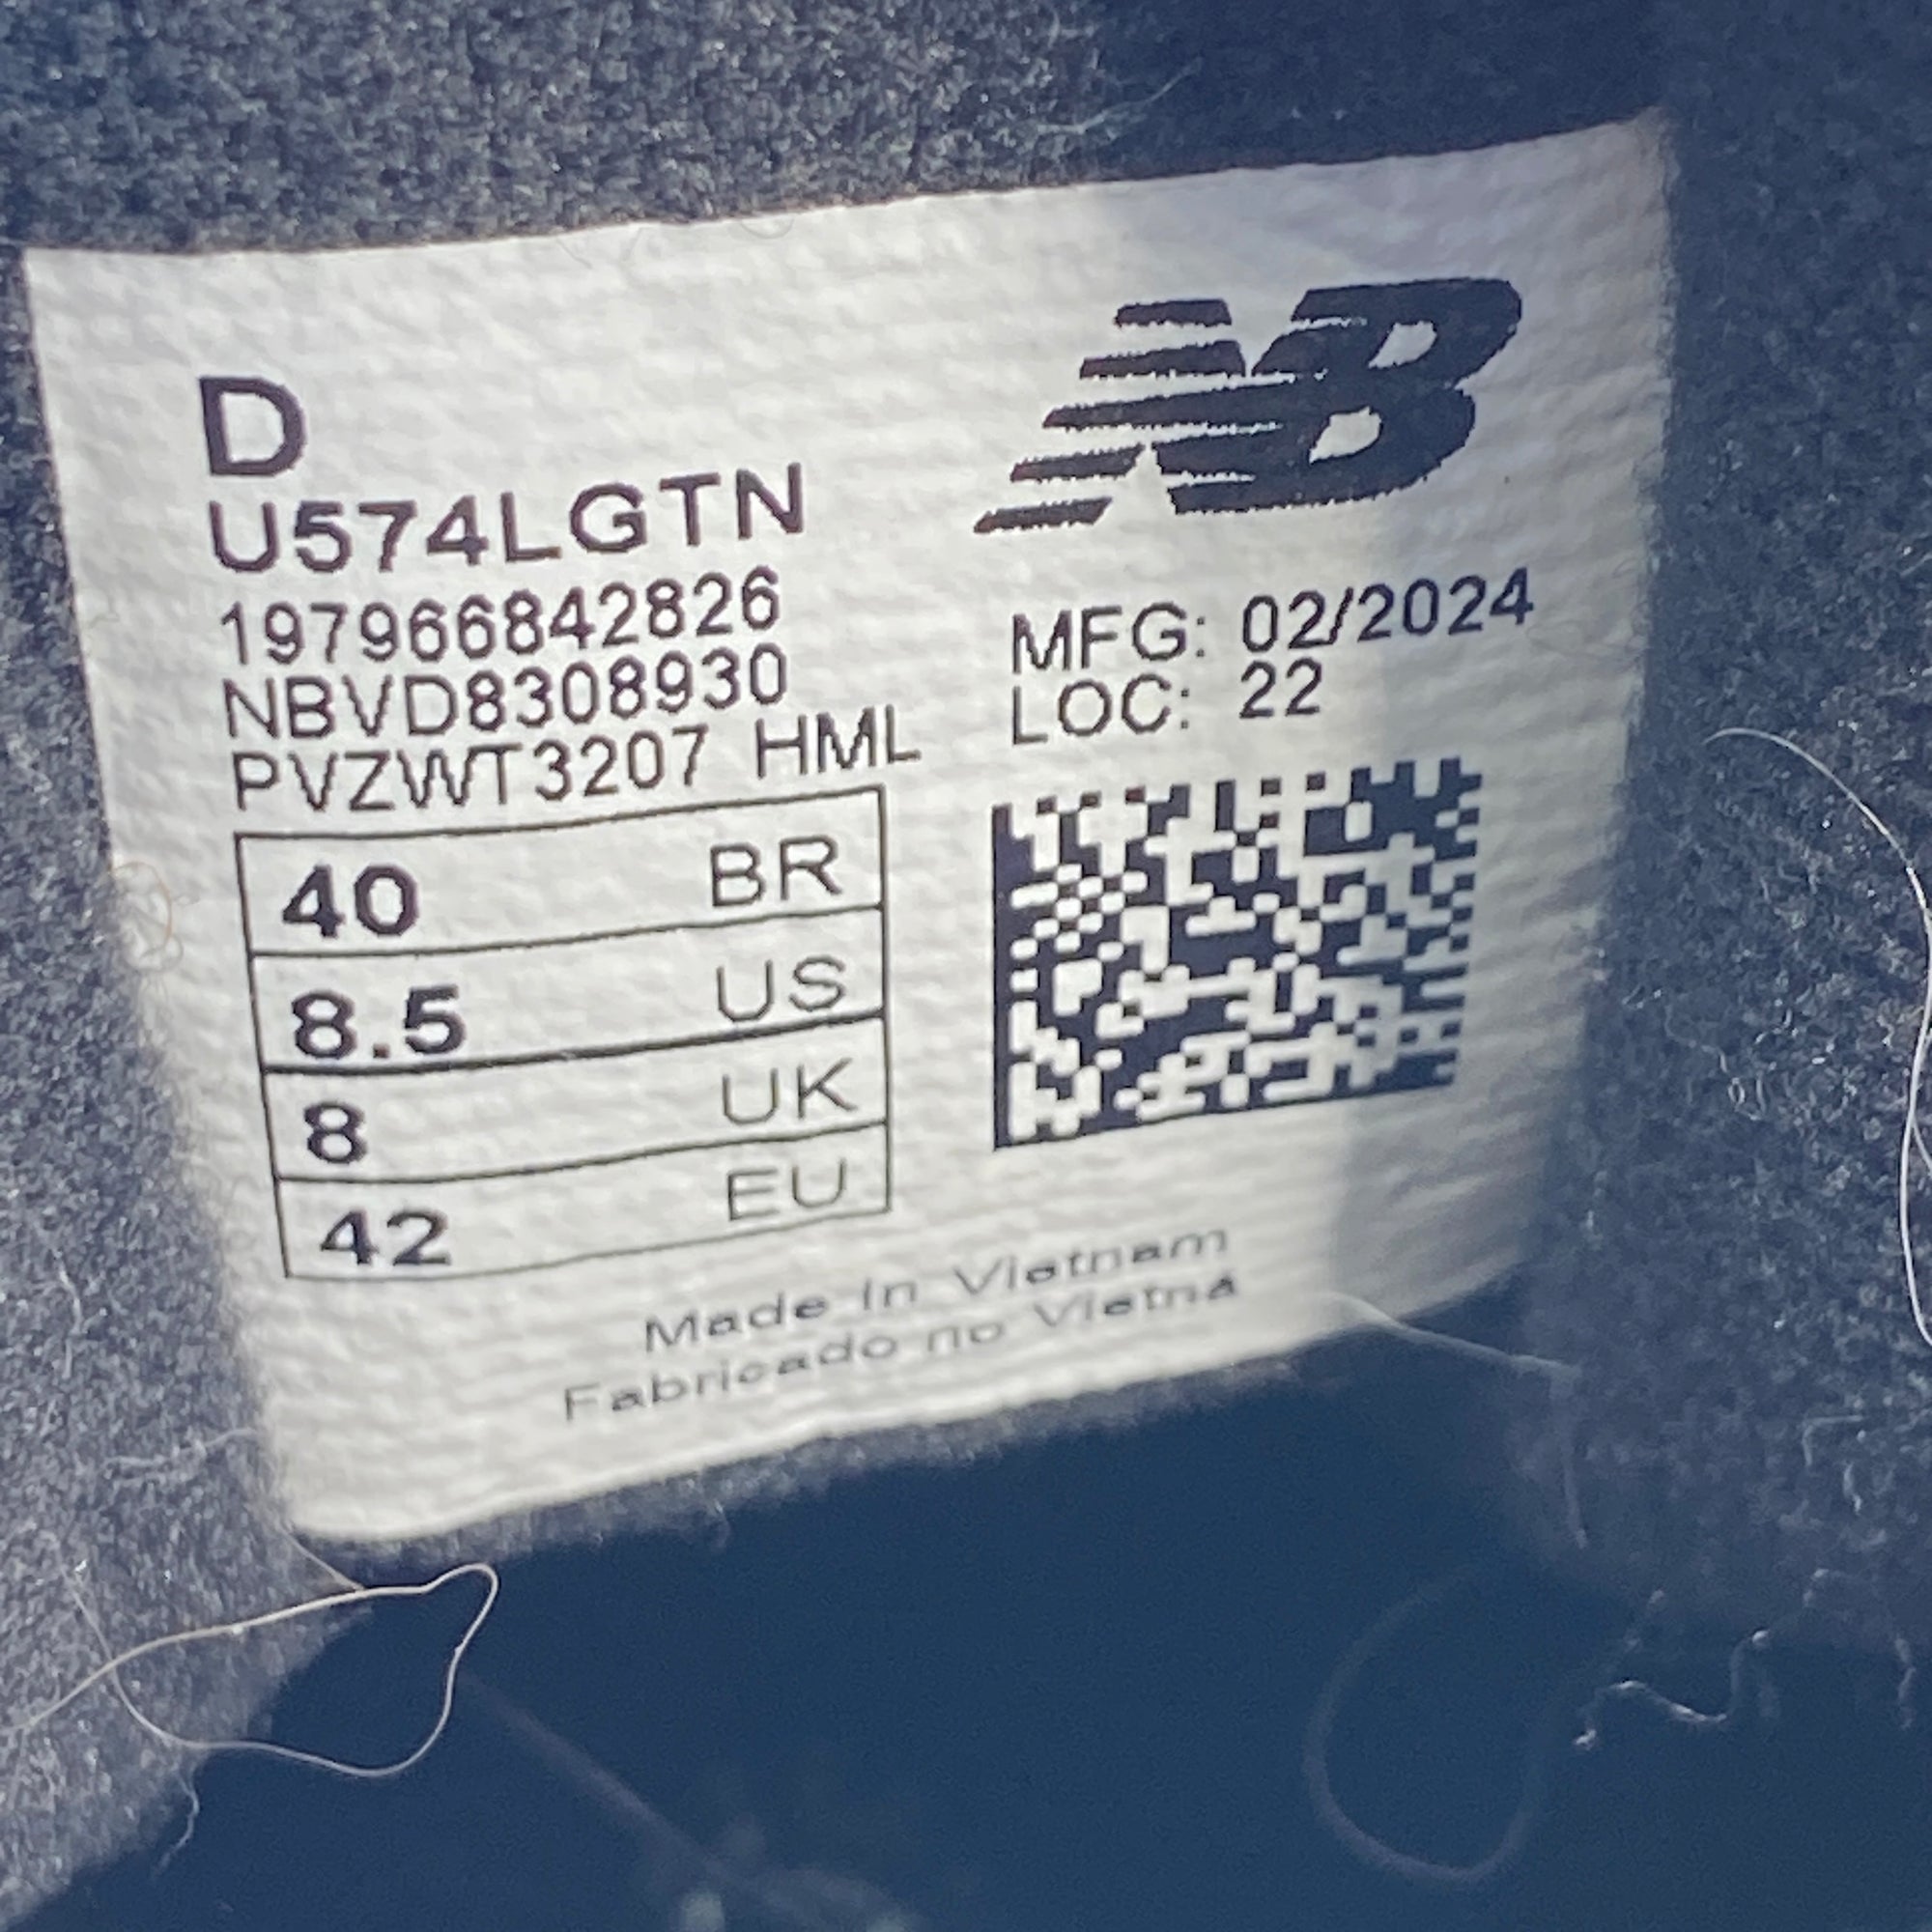 NB
D
U574LGTN
197966842826
NBVD8308930
PVZWT3207 HML
MFG: 02/2024
LOC: 22
40 BR
8.5 US
8 UK
42 EU
Made in Vietnam
Fabricado no Vietnã